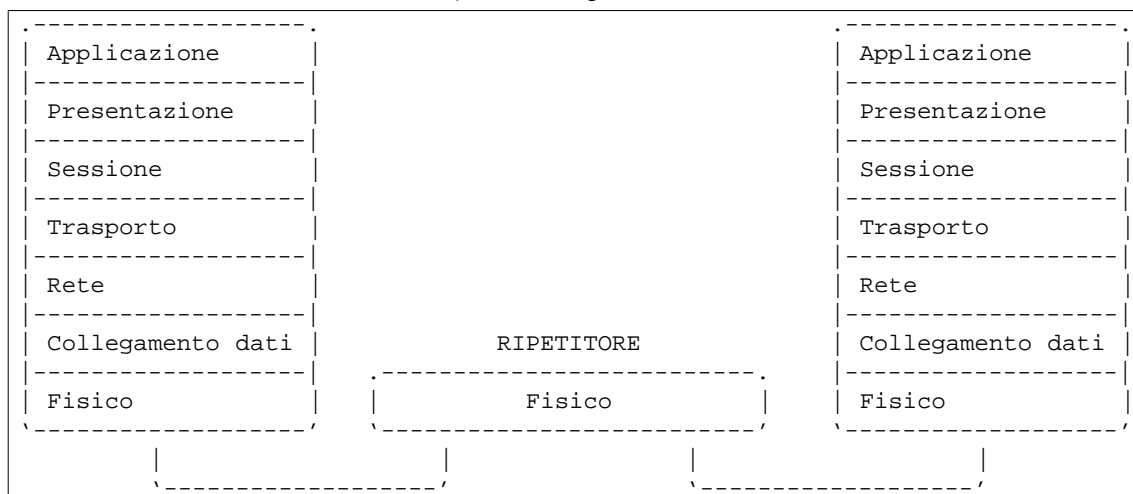 Applicazione Applicazione
Presentazione Presentazione
Sessione Sessione
Trasporto Trasporto
Rete Rete
Collegamento dati RIPETITORE Collegamento dati
Fisico Fisico Fisico